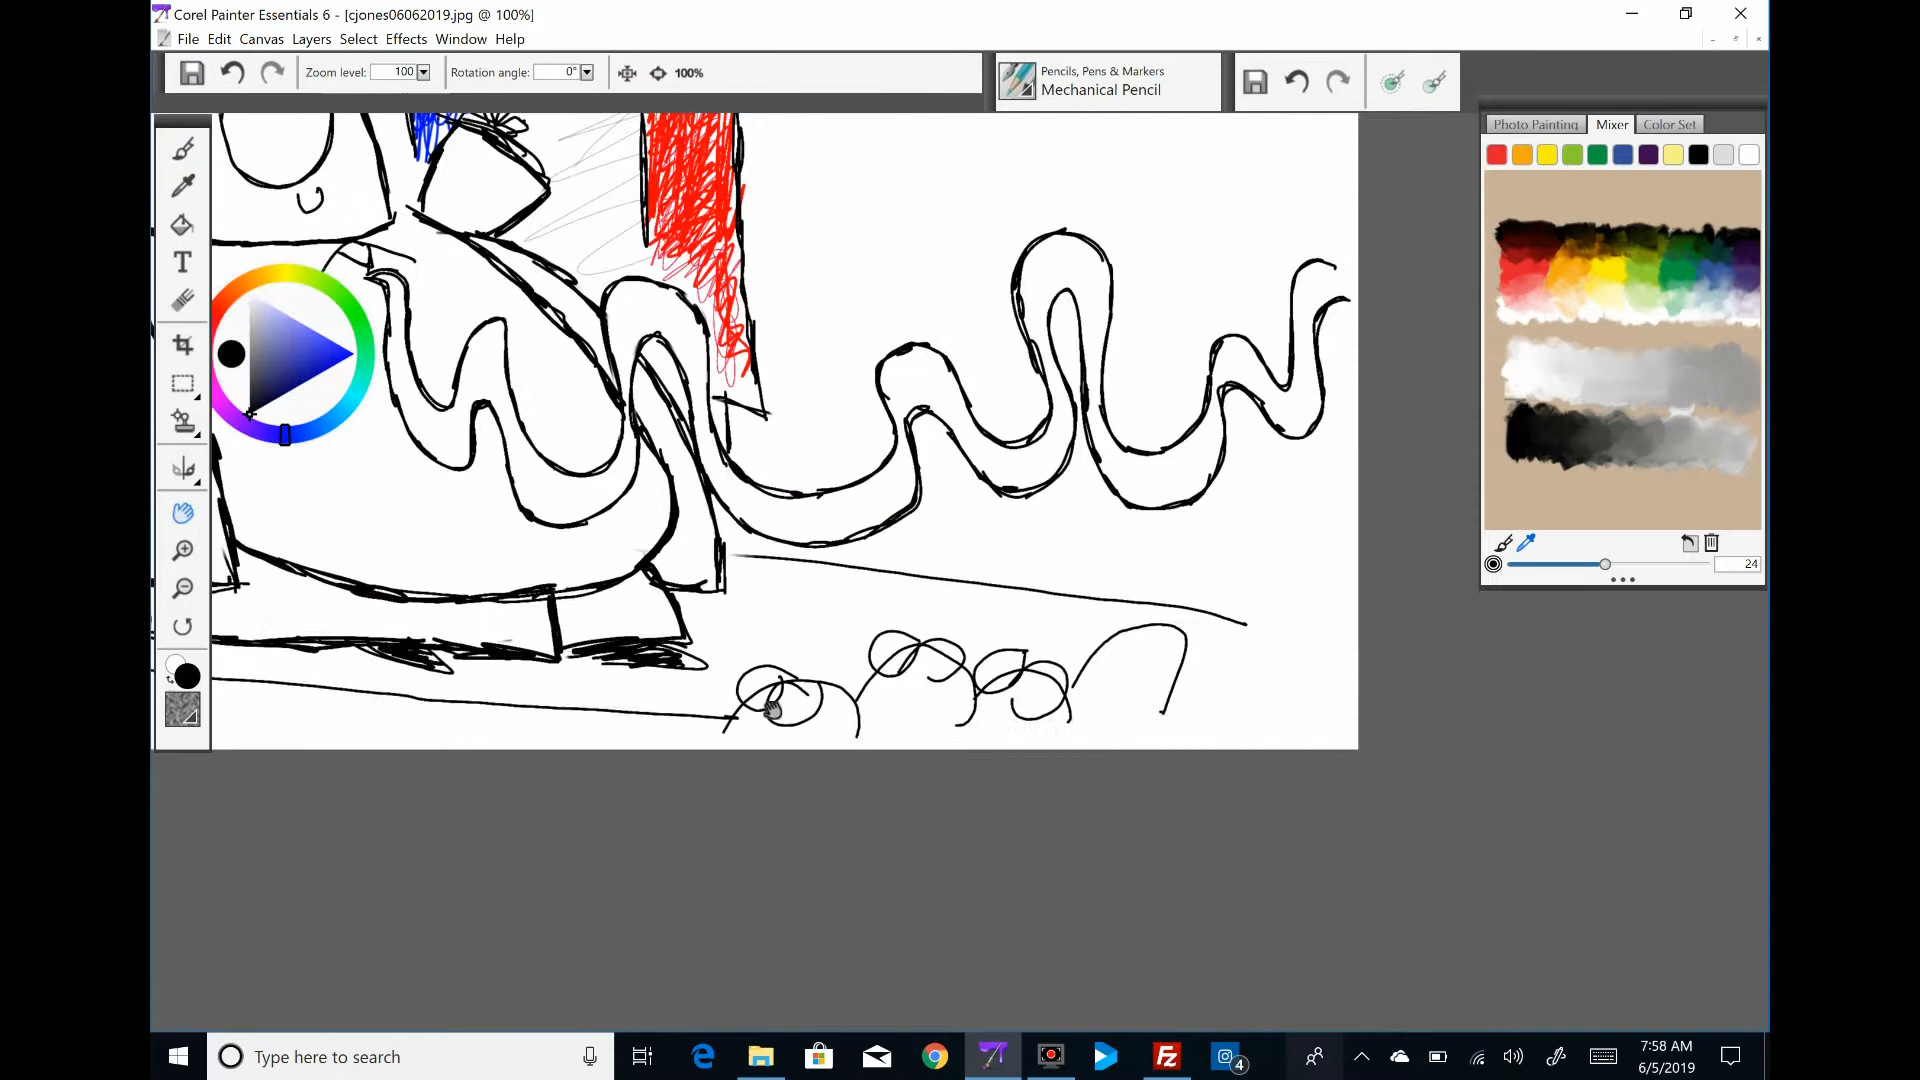 Corel Painter Essentials 6 - [cjones06062019.jpg @ 100%]
File Edit Canvas Layers Select Effects Window Help
Zoom level: 100 Rotation angle: 0° 100%
Pencils, Pens & Markers
Mechanical Pencil
Photo Painting Mixer Color Set
T
24
Type here to search
4
7:58 AM
6/5/2019